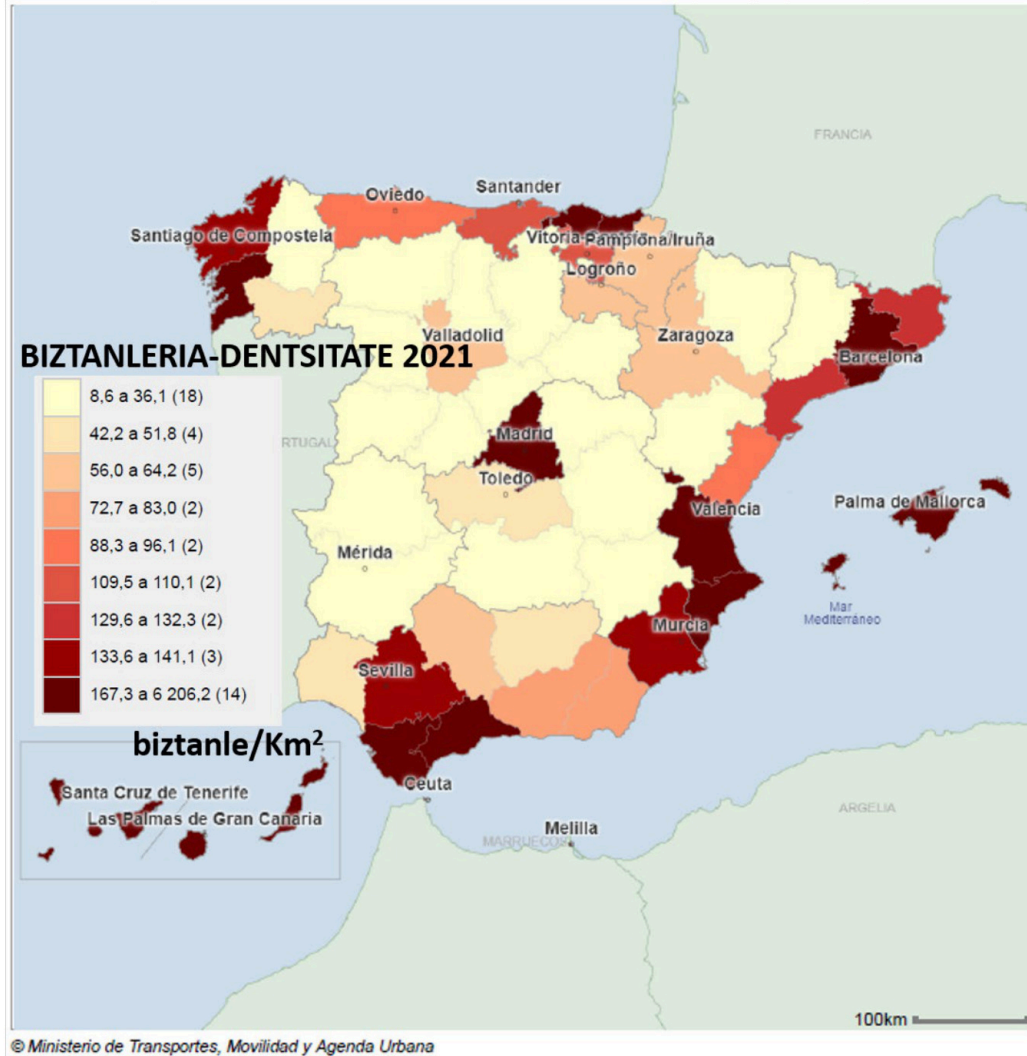 FRANCIA
Santander
Oviedo
Santiago de Compostela
Vitoria-
Pamplona/Iruña
Logroño
Valladolid
Zaragoza
Barcelona
BIZTANLERIA-DENTSITATE 2021
8,6 a 36,1 (18)
42,2 a 51,8 (4)
56,0 a 64,2 (5)
72,7 a 83,0 (2)
88,3 a 96,1 (2)
109,5 a 110,1 (2)
129,6 a 132,3 (2)
133,6 a 141,1 (3)
167,3 a 6 206,2 (14)
biztanle/Km²
RTUGAL
Madrid
Toledo
Valencia
Palma de Mallorca
Mérida
Mar
Mediterráneo
Murcia
Sevilla
Ceuta
Santa Cruz de Tenerife
Las Palmas de Gran Canaria
Melilla
MARRUECOS
ARGELIA
100km
© Ministerio de Transportes, Movilidad y Agenda Urbana